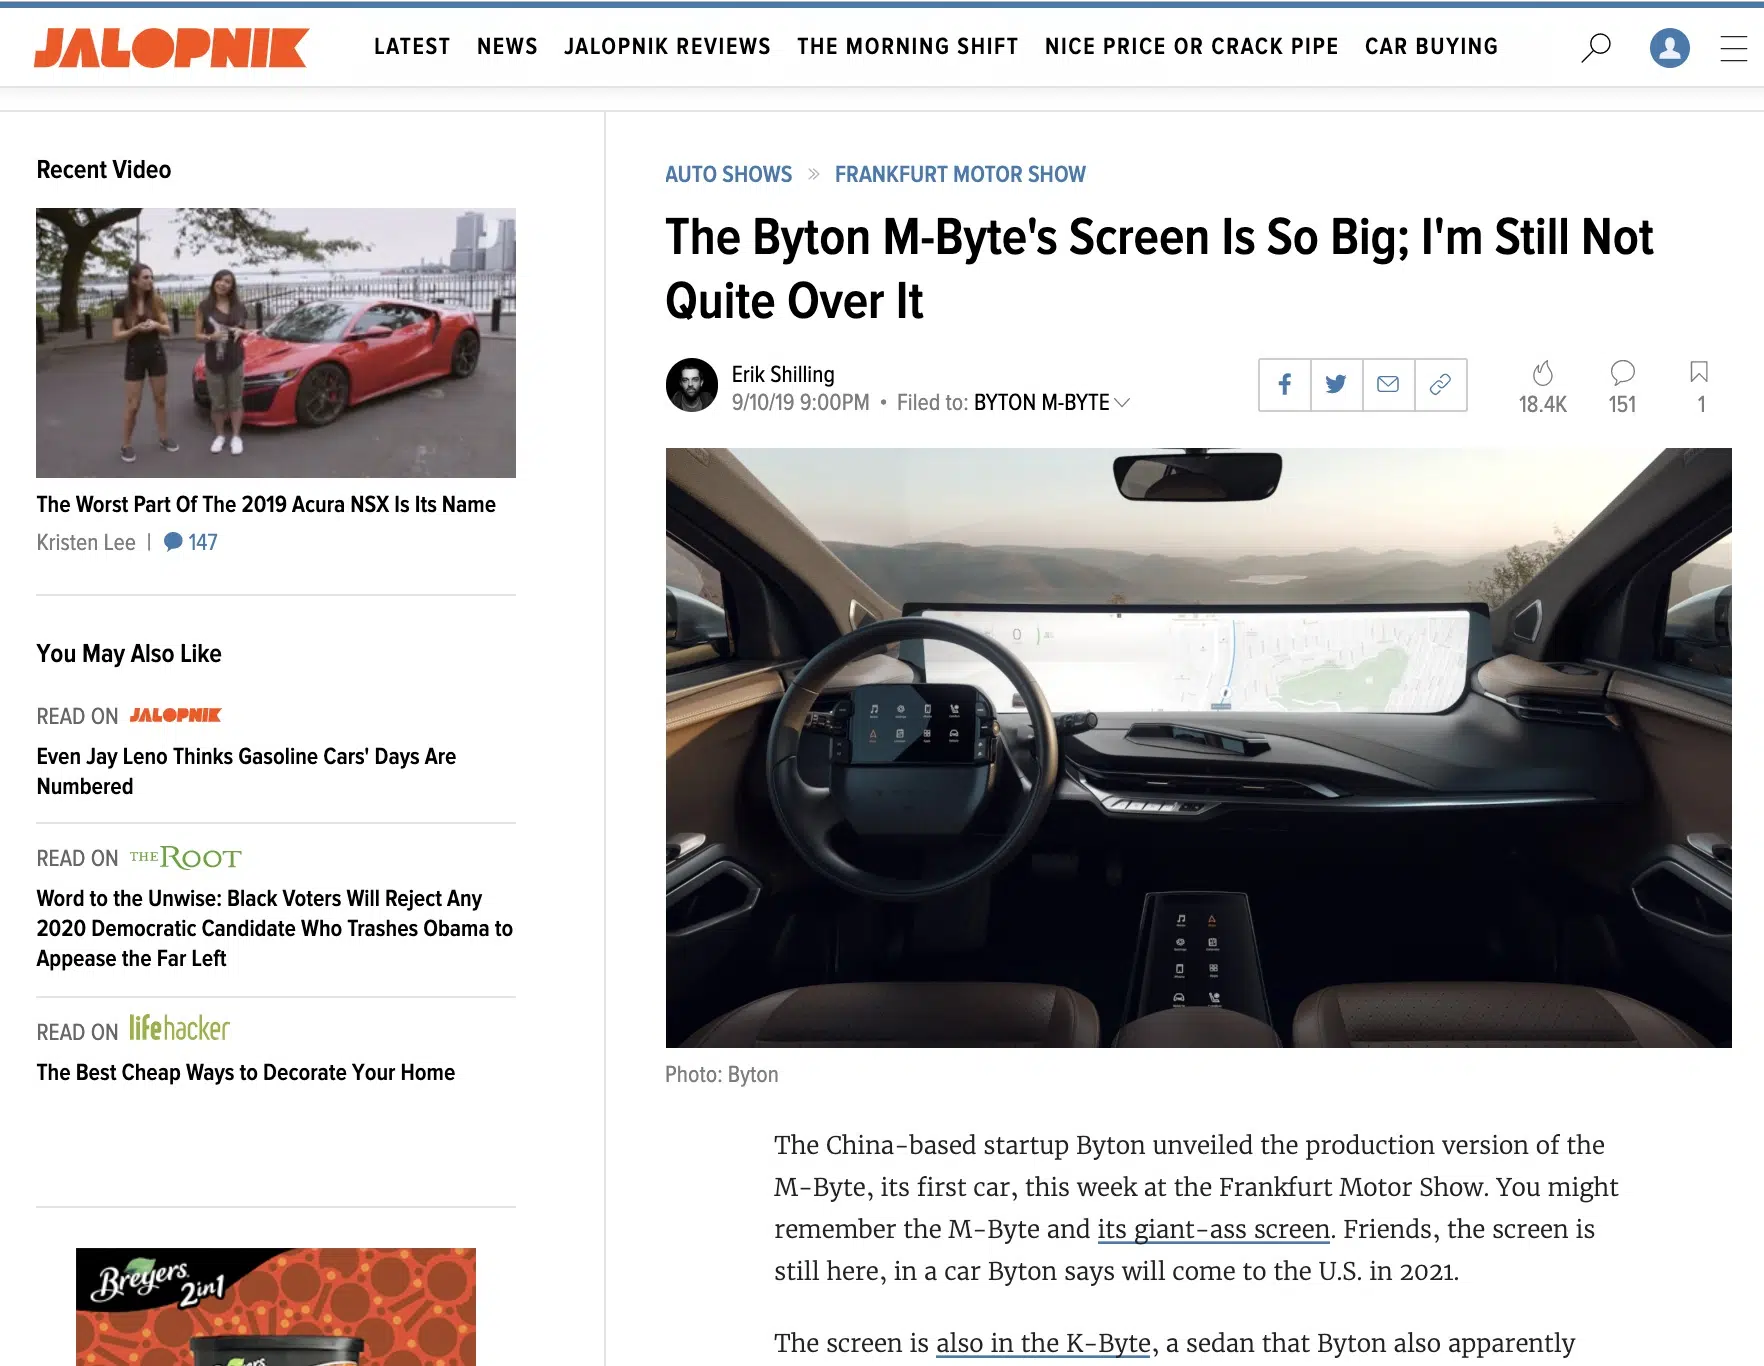 JALOPNIK
LATEST NEWS JALOPNIK REVIEWS THE MORNING SHIFT NICE PRICE OR CRACK PIPE CAR BUYING
Recent Video
The Worst Part Of The 2019 Acura NSX Is Its Name
Kristen Lee | 147
You May Also Like
READ ON JALOPNIK
Even Jay Leno Thinks Gasoline Cars' Days Are
Numbered
READ ON THE ROOT
Word to the Unwise: Black Voters Will Reject Any
2020 Democratic Candidate Who Trashes Obama to
Appease the Far Left
READ ON lifehacker
The Best Cheap Ways to Decorate Your Home
Breyers
2in1
AUTO SHOWS » FRANKFURT MOTOR SHOW
The Byton M-Byte's Screen Is So Big; I'm Still Not
Quite Over It
Erik Shilling
9/10/19 9:00PM • Filed to: BYTON M-BYTE
18.4K 151 1
Photo: Byton
The China-based startup Byton unveiled the production version of the
M-Byte, its first car, this week at the Frankfurt Motor Show. You might
remember the M-Byte and its giant-ass screen. Friends, the screen is
still here, in a car Byton says will come to the U.S. in 2021.
The screen is also in the K-Byte, a sedan that Byton also apparently